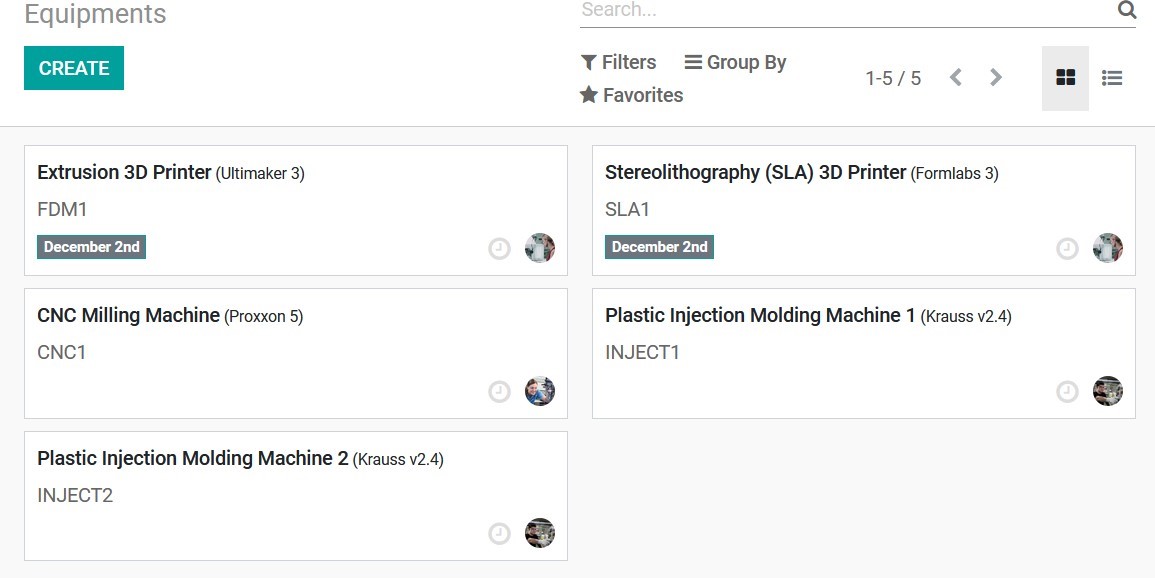 Equipments
Search...
CREATE
Filters
Group By
Favorites
1-5 / 5
Extrusion 3D Printer (Ultimaker 3)
FDM1
December 2nd
Stereolithography (SLA) 3D Printer (Formlabs 3)
SLA1
December 2nd
CNC Milling Machine (Proxxon 5)
CNC1
Plastic Injection Molding Machine 1 (Krauss v2.4)
INJECT1
Plastic Injection Molding Machine 2 (Krauss v2.4)
INJECT2